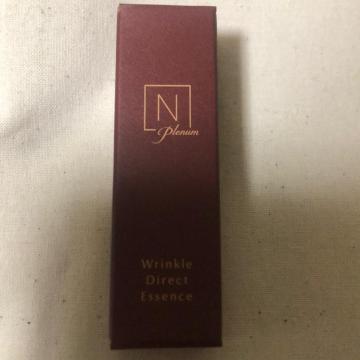 N
Plenum
Wrinkle
Direct
Essence